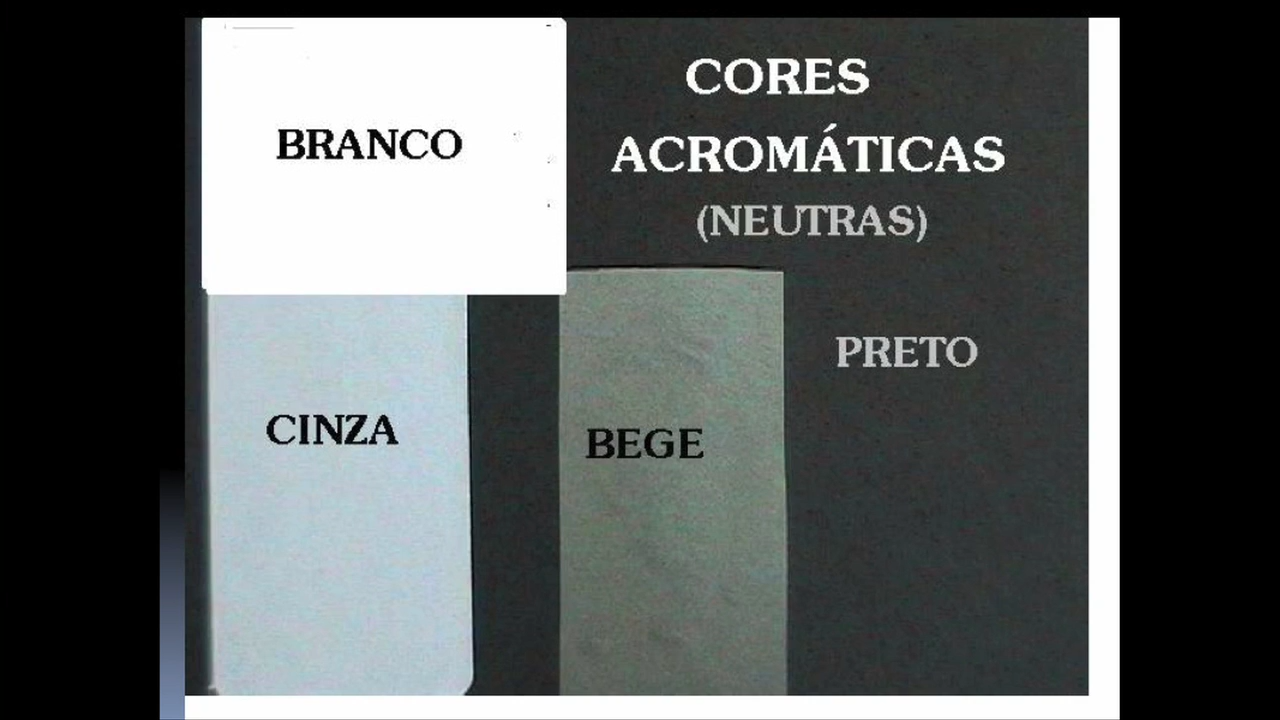 CORES
ACROMÁTICAS
(NEUTRAS)
BRANCO
PRETO
CINZA
BEGE